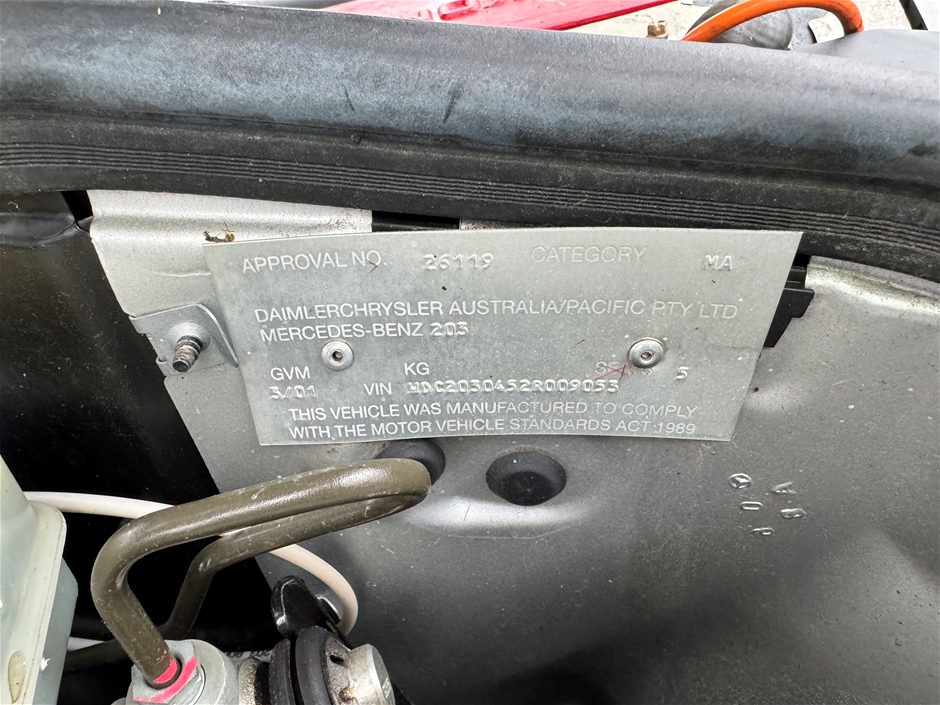 APPROVAL NO. 26119 CATEGORY MA
DAIMLERCHRYSLER AUSTRALIA/PACIFIC PTY LTD
MERCEDES-BENZ 203
GVM KG SEATS 5
3/01 VIN WDC2030452R009053
THIS VEHICLE WAS MANUFACTURED TO COMPLY
WITH THE MOTOR VEHICLE STANDARDS ACT 1989